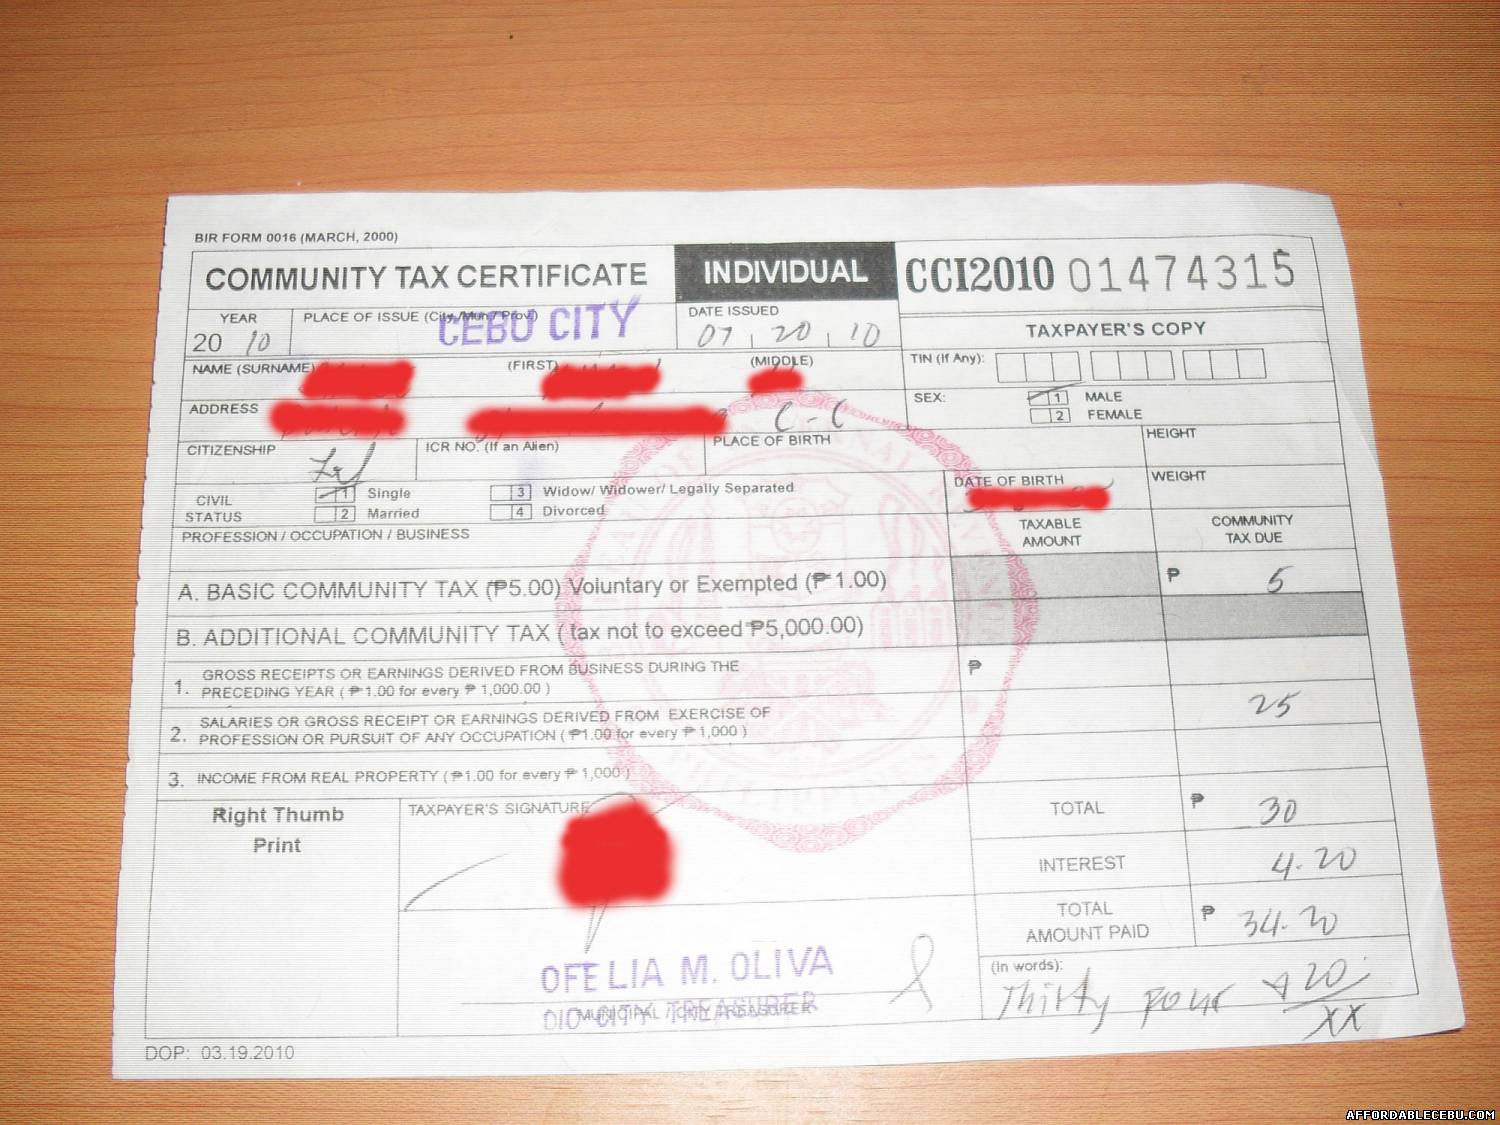 BIR FORM 0016 (MARCH, 2000)
COMMUNITY TAX CERTIFICATE
INDIVIDUAL
CCI2010 01474315
YEAR
2010
PLACE OF ISSUE (City./Mun./ Prov.)
CEBU CITY
DATE ISSUED
07 20 10
TAXPAYER'S COPY
NAME (SURNAME)
(FIRST)
(MIDDLE)
TIN (If Any):
ADDRESS
C - C
SEX:
1 MALE
2 FEMALE
CITIZENSHIP
ICR NO. (If an Alien)
PLACE OF BIRTH
HEIGHT
CIVIL STATUS
1 Single
2 Married
3 Widow/ Widower/ Legally Separated
4 Divorced
DATE OF BIRTH
WEIGHT
PROFESSION / OCCUPATION / BUSINESS
TAXABLE AMOUNT
COMMUNITY TAX DUE
A. BASIC COMMUNITY TAX (₱5.00) Voluntary or Exempted (₱ 1.00)
₱ 5
B. ADDITIONAL COMMUNITY TAX ( tax not to exceed ₱5,000.00)
1. GROSS RECEIPTS OR EARNINGS DERIVED FROM BUSINESS DURING THE
PRECEDING YEAR ( ₱ 1.00 for every ₱ 1,000.00 )
₱
2. SALARIES OR GROSS RECEIPT OR EARNINGS DERIVED FROM EXERCISE OF
PROFESSION OR PURSUIT OF ANY OCCUPATION ( ₱1.00 for every ₱ 1,000 )
25
3. INCOME FROM REAL PROPERTY ( ₱1.00 for every ₱ 1,000 )
Right Thumb
Print
TAXPAYER'S SIGNATURE
TOTAL
₱ 30
INTEREST
4.20
TOTAL AMOUNT PAID
₱ 34.20
OFELIA M. OLIVA
OIC-CITY TREASURER
MUNICIPAL / CITY TREASURER
(In words):
Thirty four & 20/xx
DOP: 03.19.2010
AFFORDABLECEBU.COM